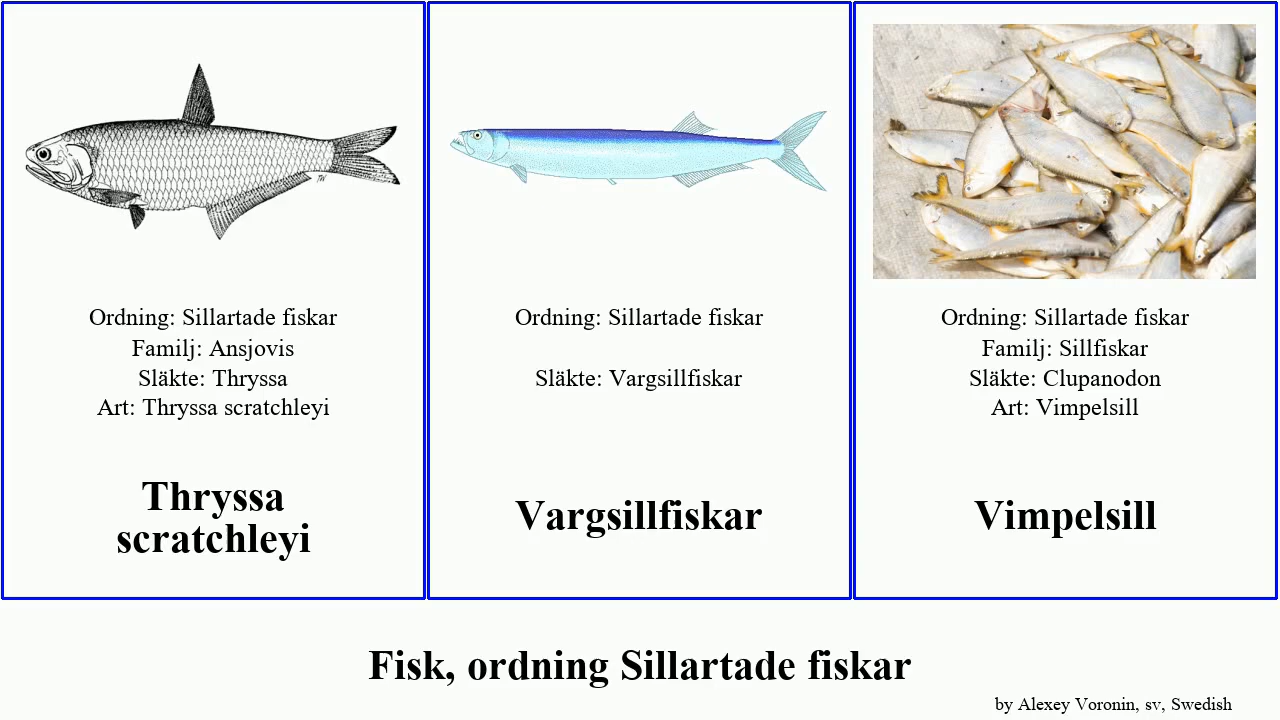 Ordning: Sillartade fiskar
Familj: Ansjovis
Släkte: Thryssa
Art: Thryssa scratchleyi
Thryssa
scratchleyi
Ordning: Sillartade fiskar
Släkte: Vargsillfiskar
Vargsillfiskar
Ordning: Sillartade fiskar
Familj: Sillfiskar
Släkte: Clupanodon
Art: Vimpelsill
Vimpelsill
Fisk, ordning Sillartade fiskar
by Alexey Voronin, sv, Swedish